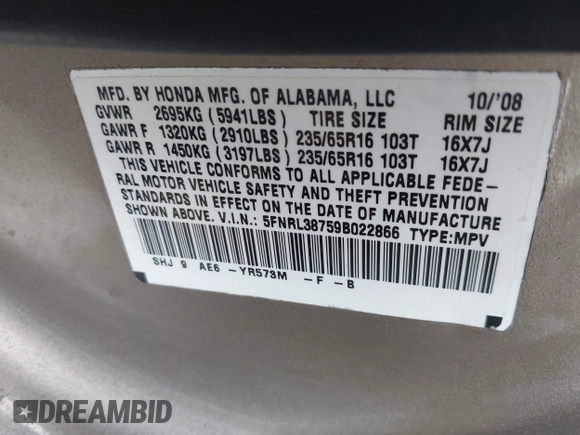 MFD. BY HONDA MFG. OF ALABAMA, LLC 10/'08
GVWR 2695KG (5941LBS) TIRE SIZE RIM SIZE
GAWR F 1320KG (2910LBS) 235/65R16 103T 16X7J
GAWR R 1450KG (3197LBS) 235/65R16 103T 16X7J
THIS VEHICLE CONFORMS TO ALL APPLICABLE FEDE-
RAL MOTOR VEHICLE SAFETY AND THEFT PREVENTION
STANDARDS IN EFFECT ON THE DATE OF MANUFACTURE
SHOWN ABOVE. V.I.N.: 5FNRL38759B022866 TYPE:MPV
SHJ 9 AE6 -YR573M -F -B
DREAMBID